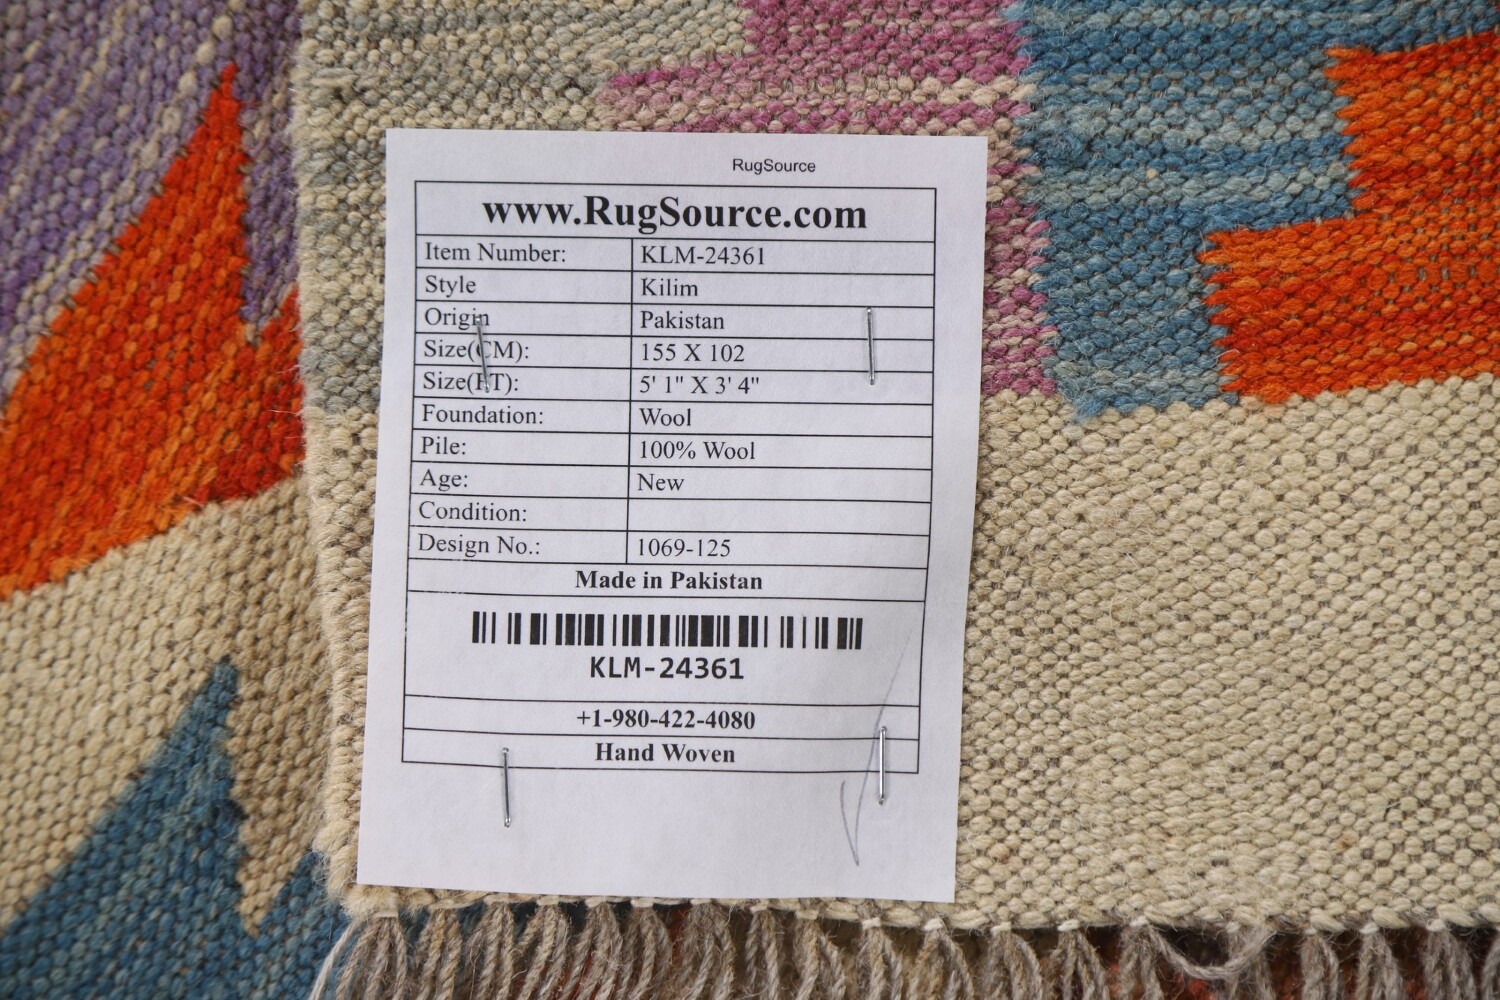 RugSource
www.RugSource.com
Item Number: KLM-24361
Style Kilim
Origin Pakistan
Size(CM): 155 X 102
Size(FT): 5' 1" X 3' 4"
Foundation: Wool
Pile: 100% Wool
Age: New
Condition:
Design No.: 1069-125
Made in Pakistan
KLM-24361
+1-980-422-4080
Hand Woven